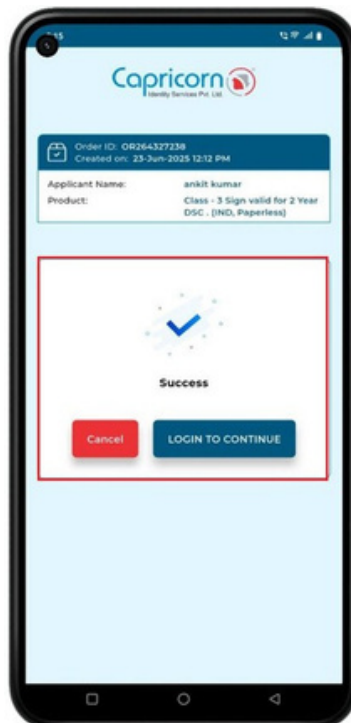 Capricorn
Identity Services Pvt. Ltd.
Order ID: OR264327238
Created on: 23-Jun-2025 12:12 PM
Applicant Name: ankit kumar
Product: Class - 3 Sign valid for 2 Year
DSC . (IND, Paperless)
Success
Cancel LOGIN TO CONTINUE